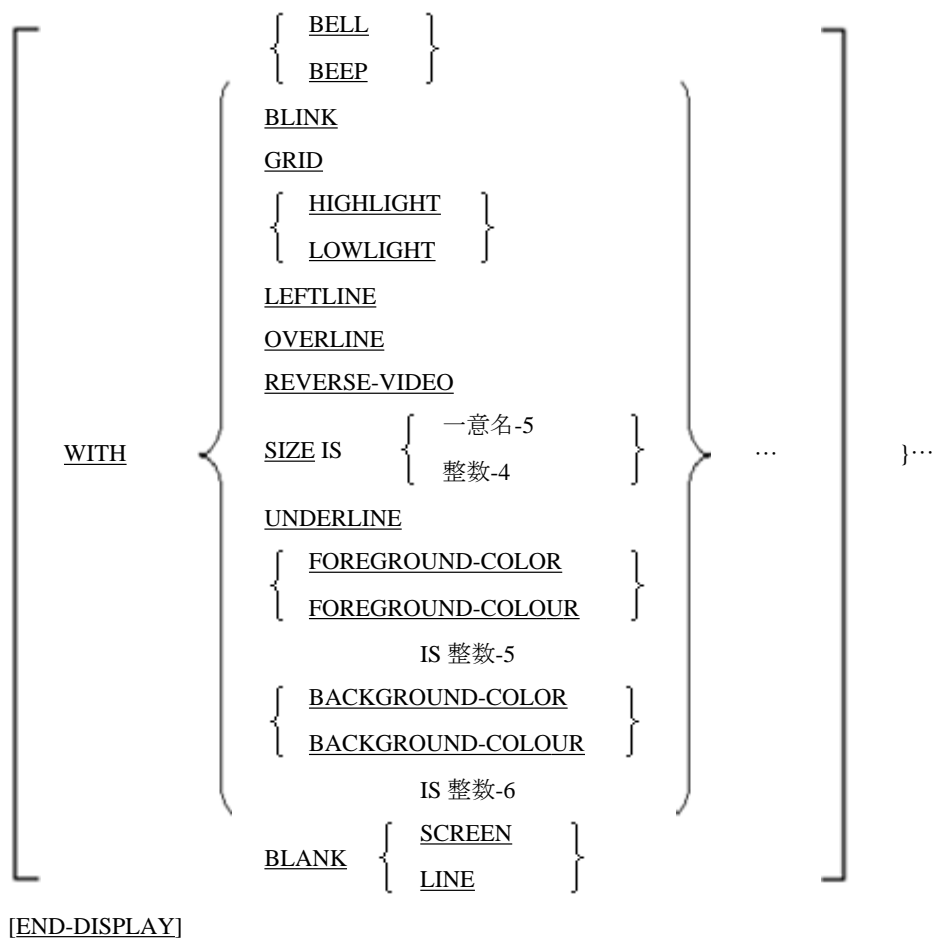 BELL
BEEP
BLINK
GRID
HIGHLIGHT
LOWLIGHT
LEFTLINE
OVERLINE
REVERSE-VIDEO
一意名-5
WITH SIZE IS … }…
整数-4
UNDERLINE
FOREGROUND-COLOR
FOREGROUND-COLOUR
IS 整数-5
BACKGROUND-COLOR
BACKGROUND-COLOUR
IS 整数-6
SCREEN
BLANK
LINE
[END-DISPLAY]